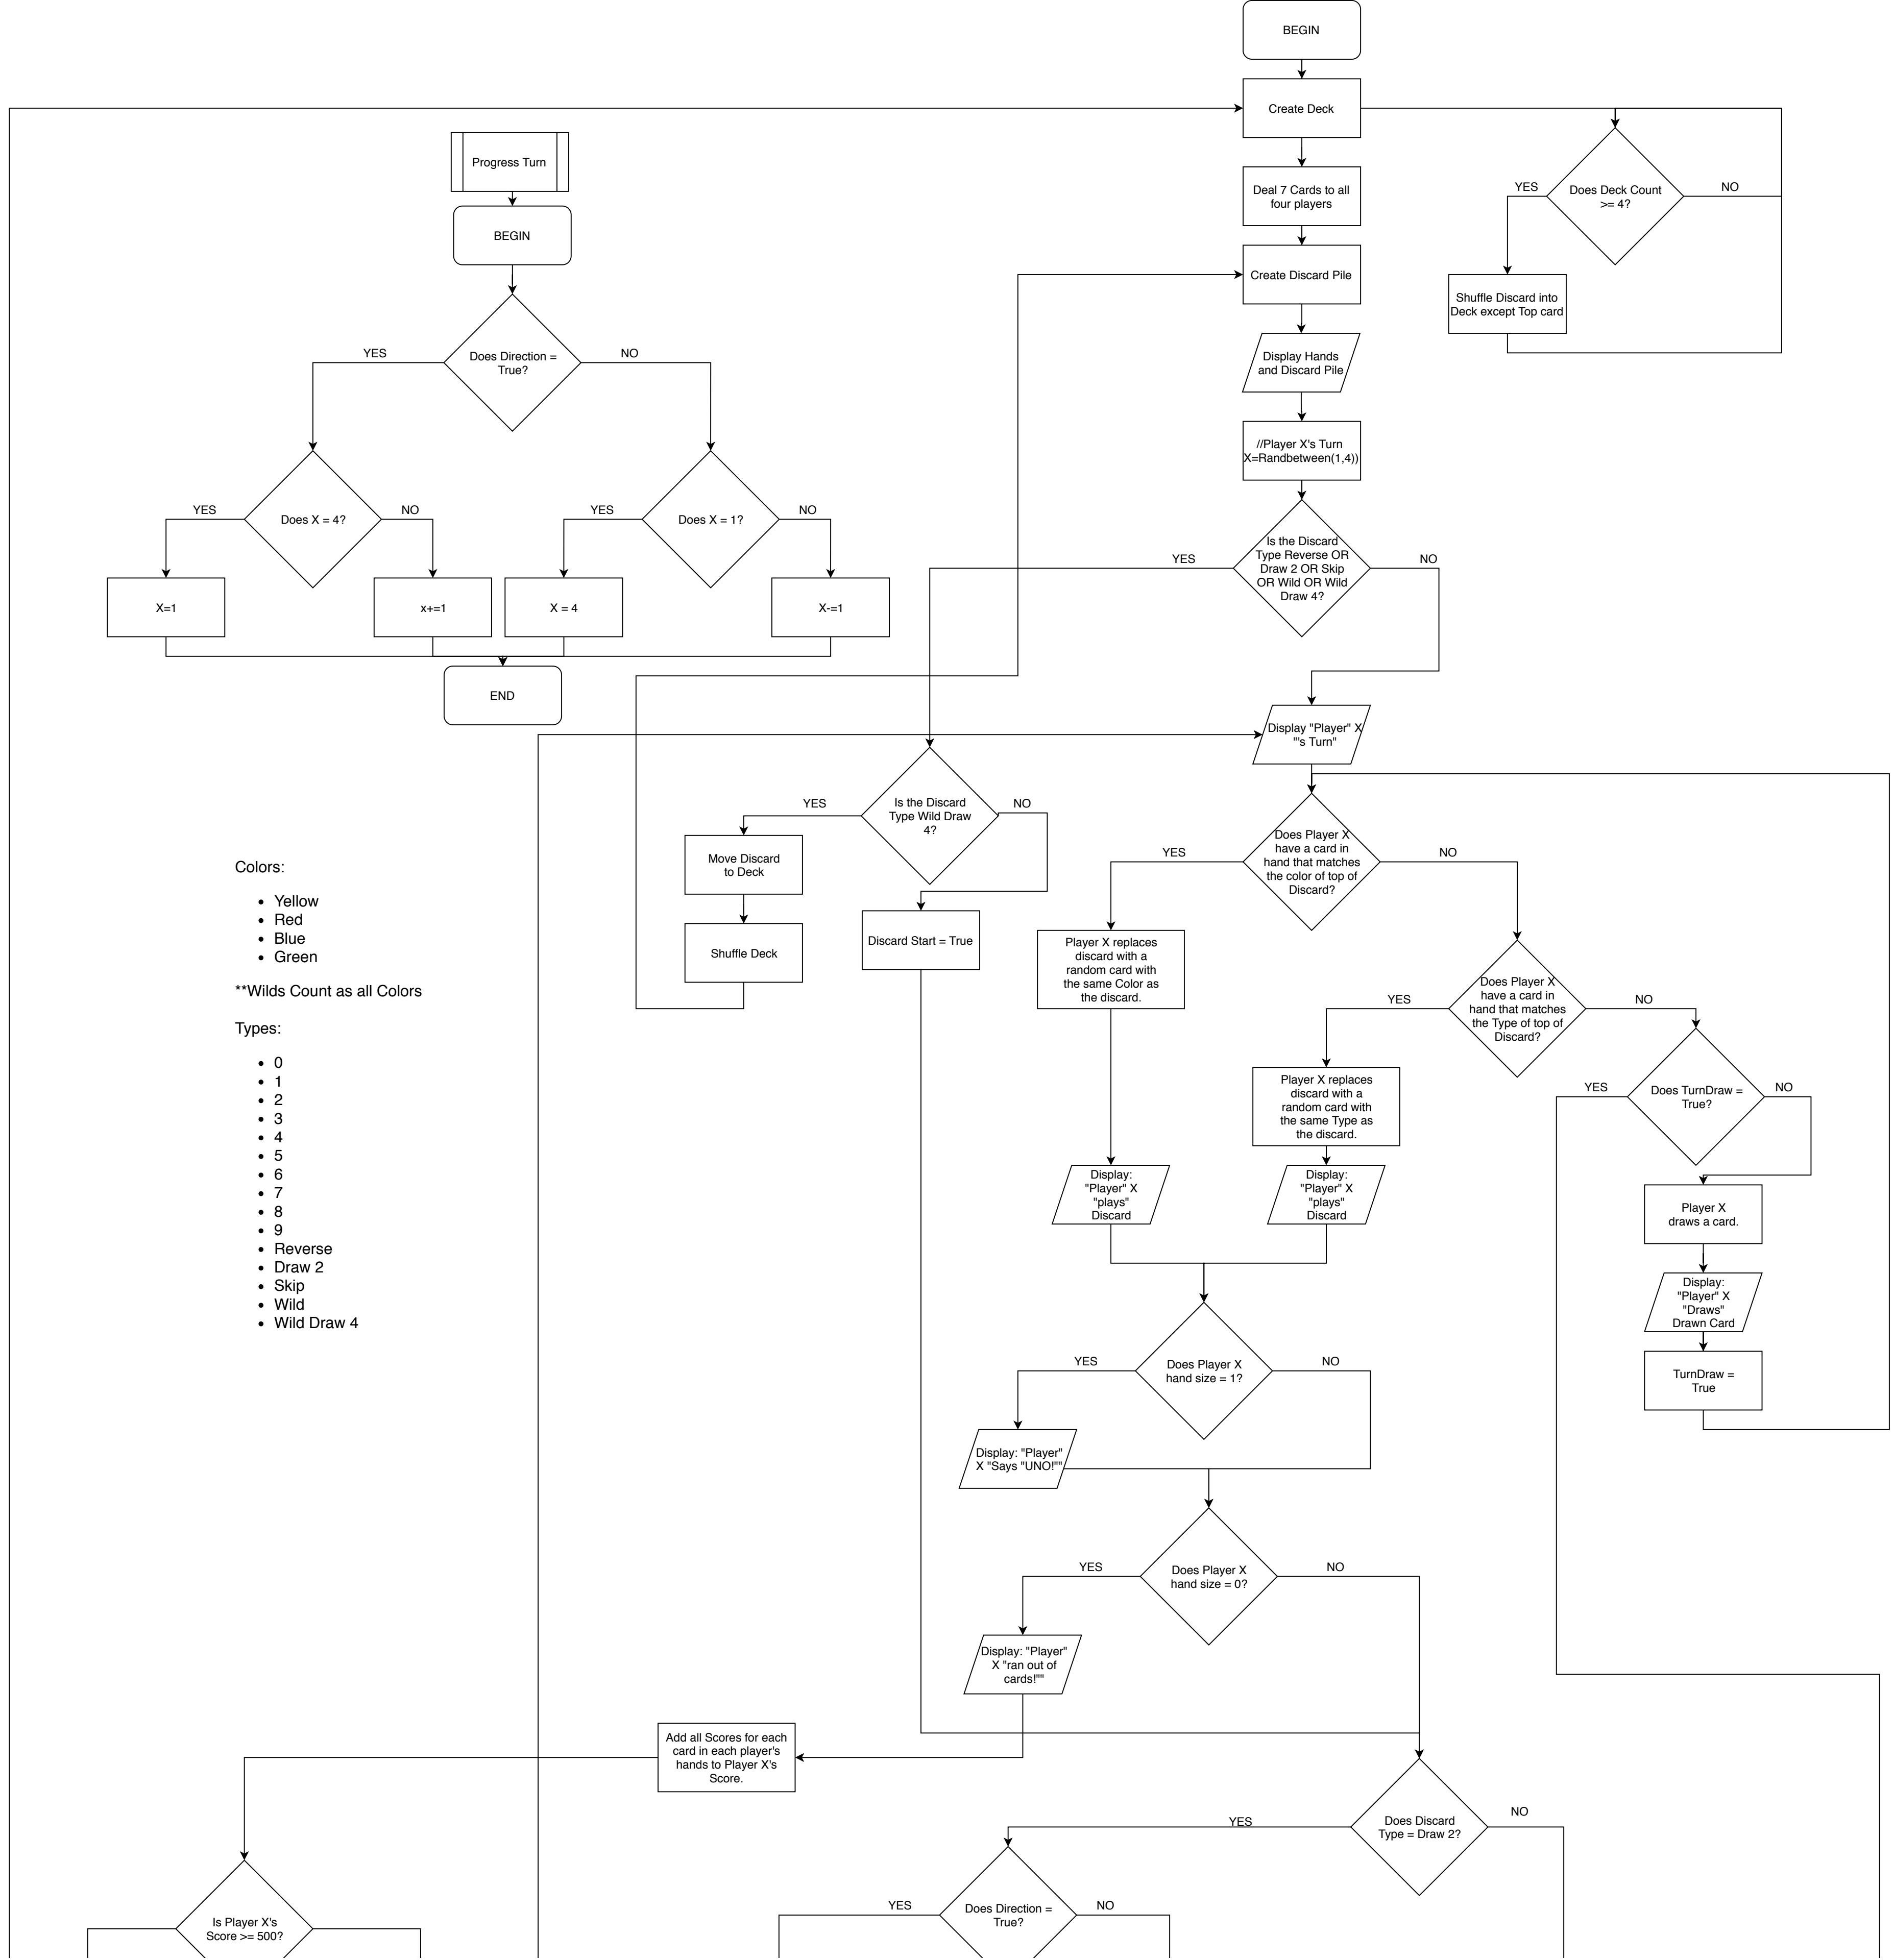 BEGIN
Create Deck
Progress Turn
Deal 7 Cards to all
four players
YES
Does Deck Count
>= 4?
NO
BEGIN
Create Discard Pile
Shuffle Discard into
Deck except Top card
Display Hands
and Discard Pile
YES
Does Direction =
True?
NO
//Player X's Turn
X=Randbetween(1,4))
YES
Does X = 4?
NO
YES
Does X = 1?
NO
YES
Is the Discard
Type Reverse OR
Draw 2 OR Skip
OR Wild OR Wild
Draw 4?
NO
X=1
x+=1
X = 4
X-=1
END
Display "Player" X
"'s Turn"
YES
Is the Discard
Type Wild Draw
4?
NO
Move Discard
to Deck
Does Player X
have a card in
hand that matches
the color of top of
Discard?
YES
NO
Colors:
Yellow
Red
Blue
Green
**Wilds Count as all Colors
Types:
0
1
2
3
4
5
6
7
8
9
Reverse
Draw 2
Skip
Wild
Wild Draw 4
Shuffle Deck
Discard Start = True
Player X replaces
discard with a
random card with
the same Color as
the discard.
YES
Does Player X
have a card in
hand that matches
the Type of top of
Discard?
NO
Player X replaces
discard with a
random card with
the same Type as
the discard.
YES
Does TurnDraw =
True?
NO
Display:
"Player" X
"plays"
Discard
Display:
"Player" X
"plays"
Discard
Player X
draws a card.
Display:
"Player" X
"Draws"
Drawn Card
YES
Does Player X
hand size = 1?
NO
TurnDraw =
True
Display: "Player"
X "Says "UNO!""
YES
Does Player X
hand size = 0?
NO
Display: "Player"
X "ran out of
cards!""
Add all Scores for each
card in each player's
hands to Player X's
Score.
YES
Does Discard
Type = Draw 2?
NO
YES
Does Direction =
True?
NO
Is Player X's
Score >= 500?